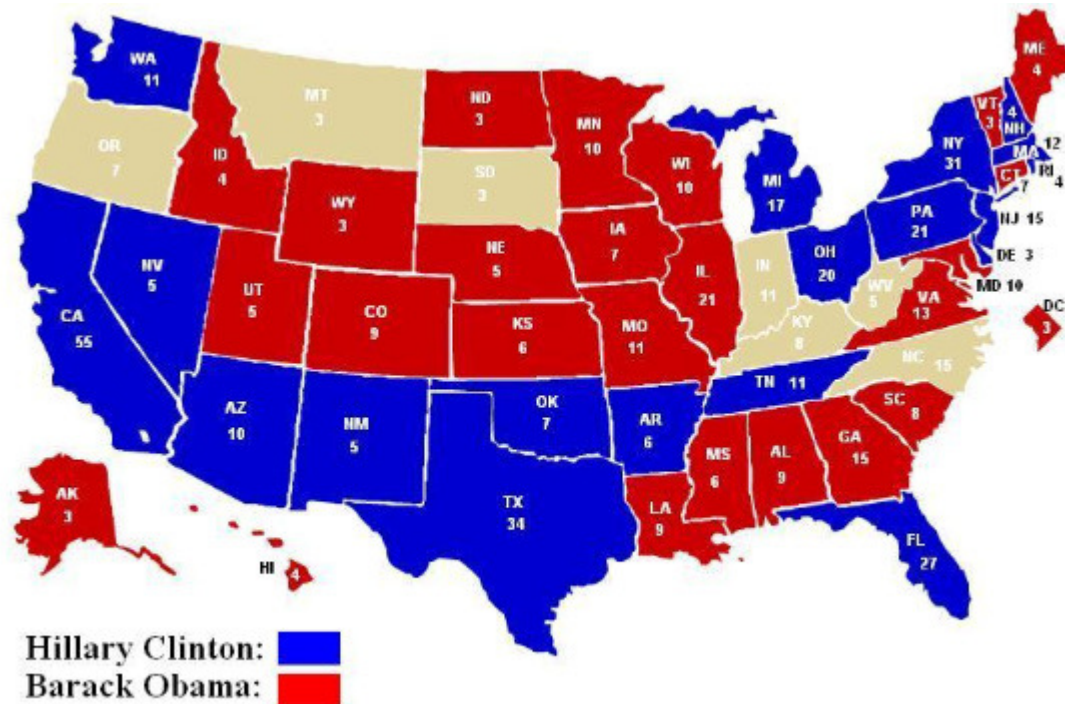 WA
11
ME
4
MT
3
ND
3
MN
10
VT
3
4
NH
OR
7
ID
4
SD
3
WI
10
NY
31
MA
12
RI
4
CT
7
WY
3
MI
17
PA
21
NJ 15
IA
7
NE
5
OH
20
DE 3
NV
5
IL
21
IN
11
WV
5
MD 10
UT
5
CO
9
VA
13
DC
3
CA
55
KS
6
MO
11
KY
8
NC 15
TN 11
OK
7
AZ
10
NM
5
AR
6
SC
8
MS
6
AL
9
GA
15
AK
3
TX
34
LA
9
FL
27
HI
4
Hillary Clinton:
Barack Obama: